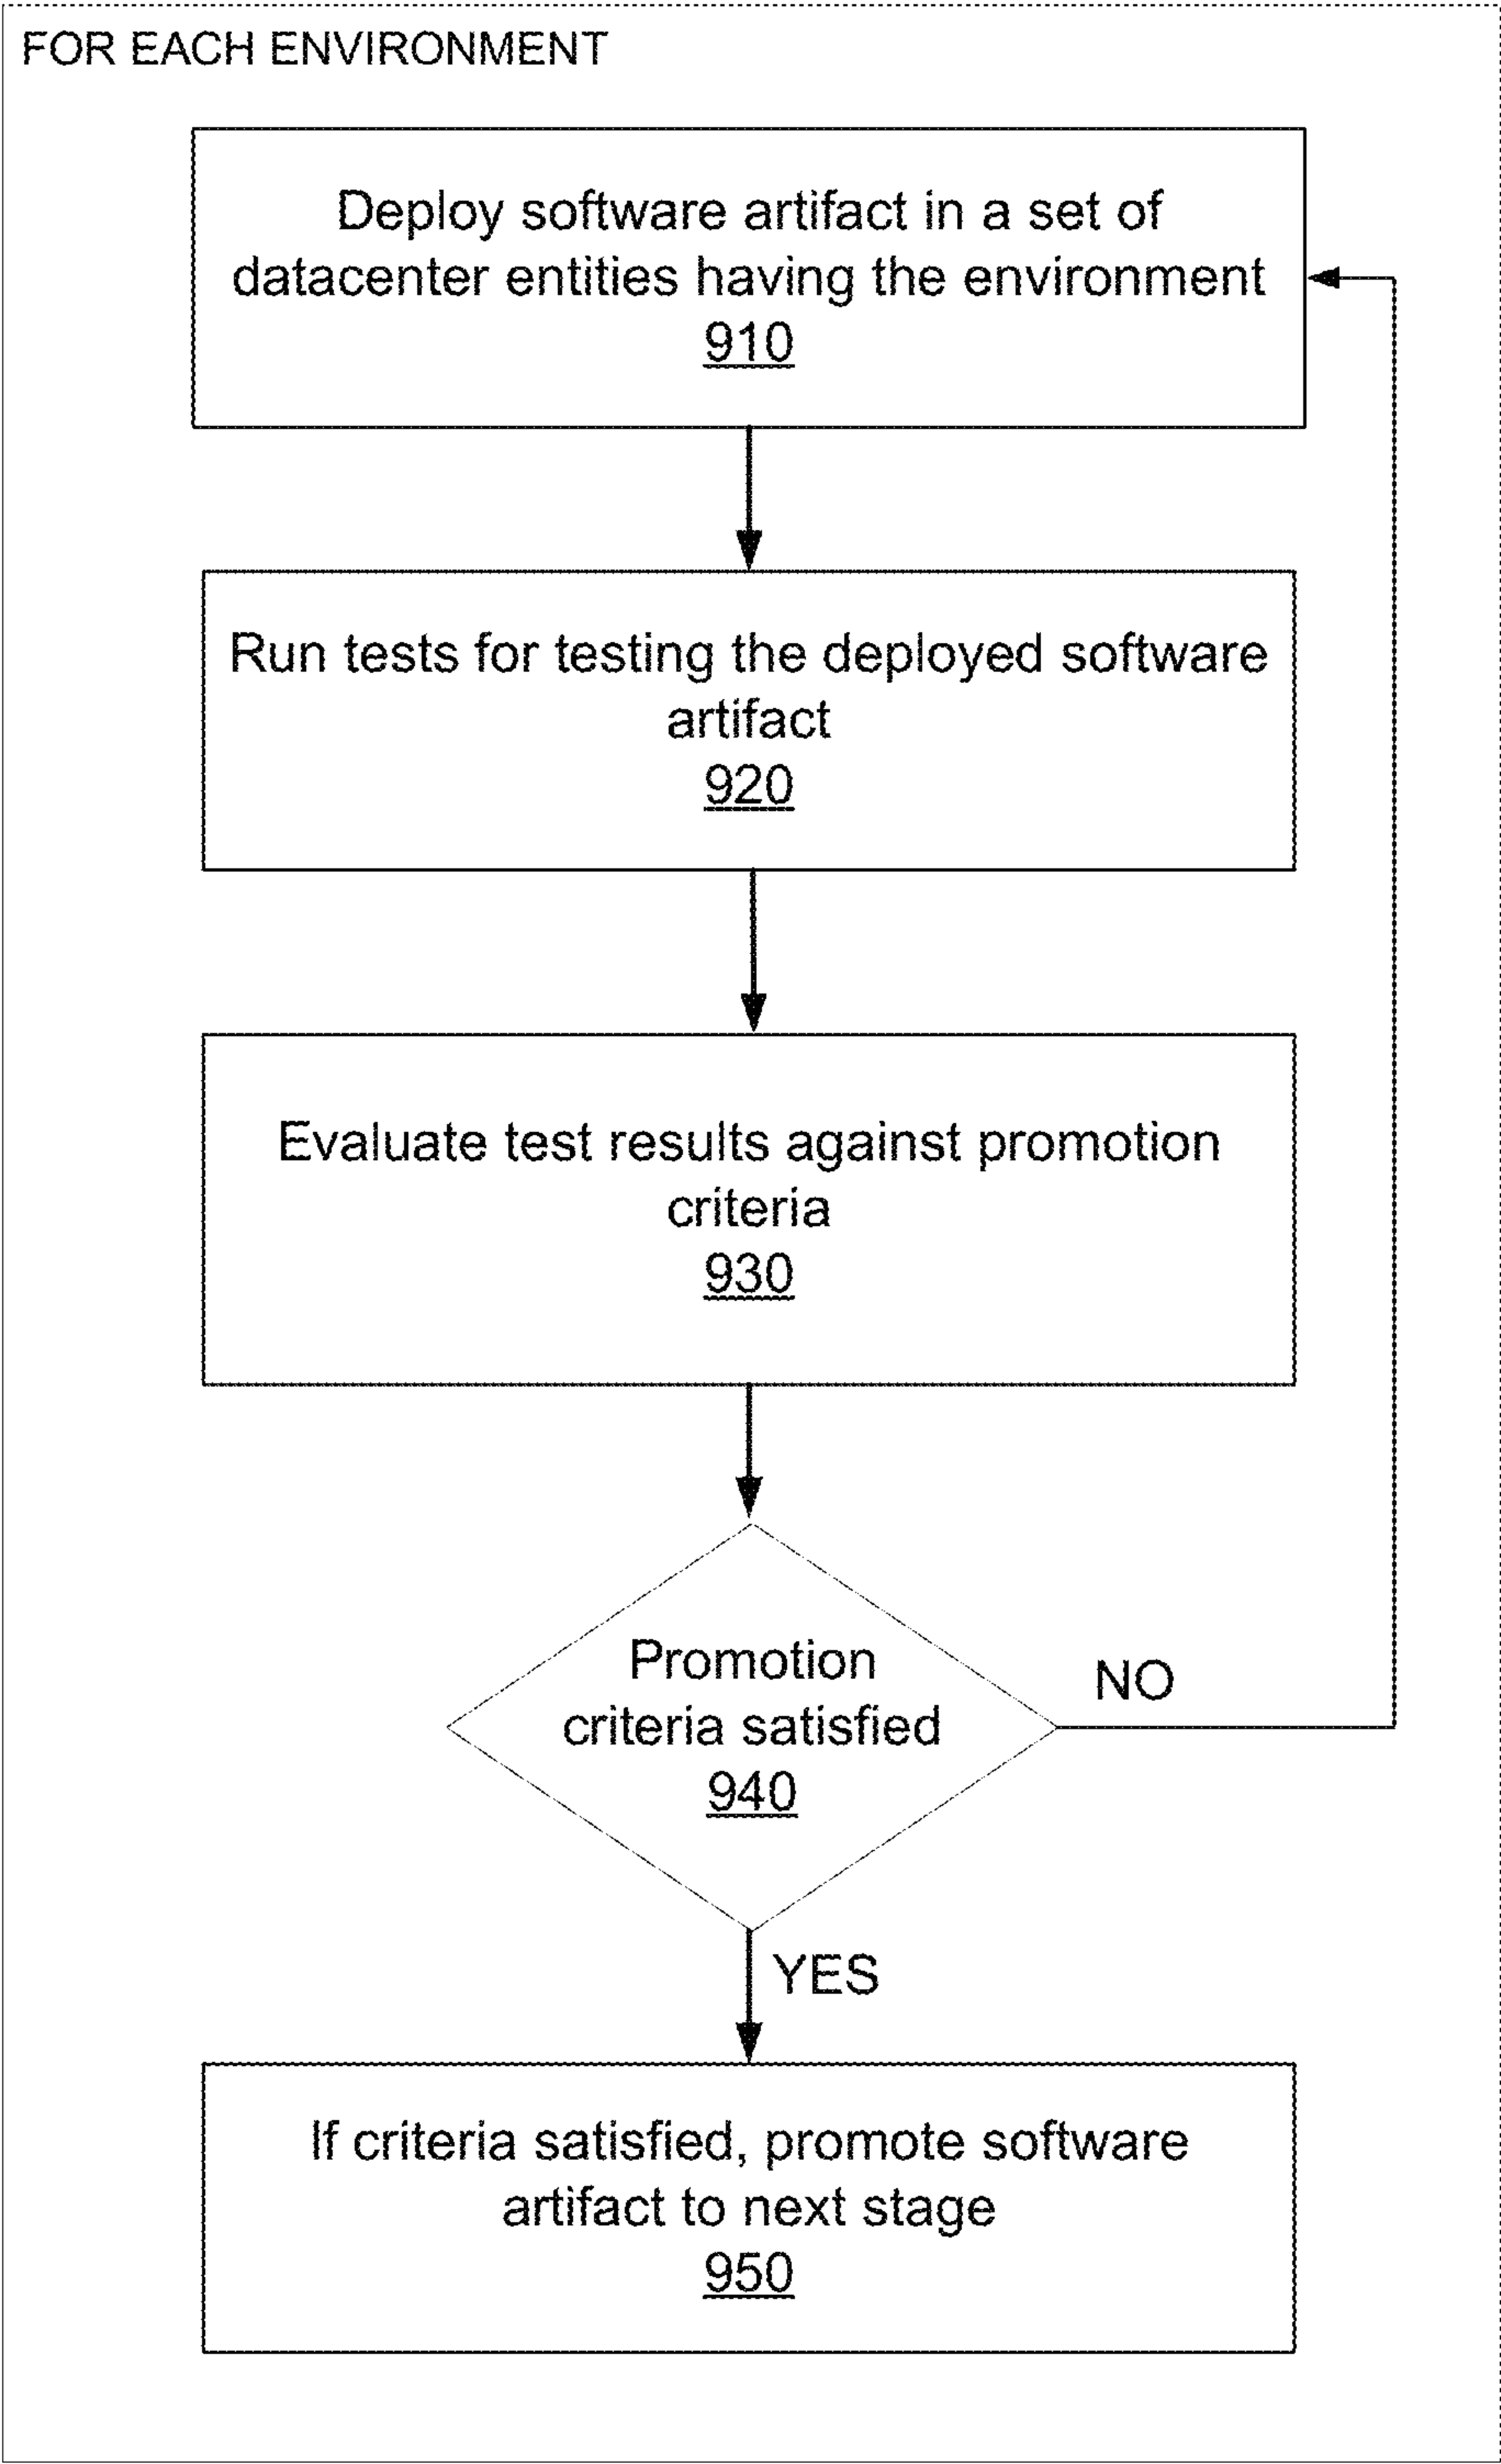 FOR EACH ENVIRONMENT
Deploy software artifact in a set of
datacenter entities having the environment
910
Run tests for testing the deployed software
artifact
920
Evaluate test results against promotion
criteria
930
Promotion
criteria satisfied
940
NO
YES
If criteria satisfied, promote software
artifact to next stage
950